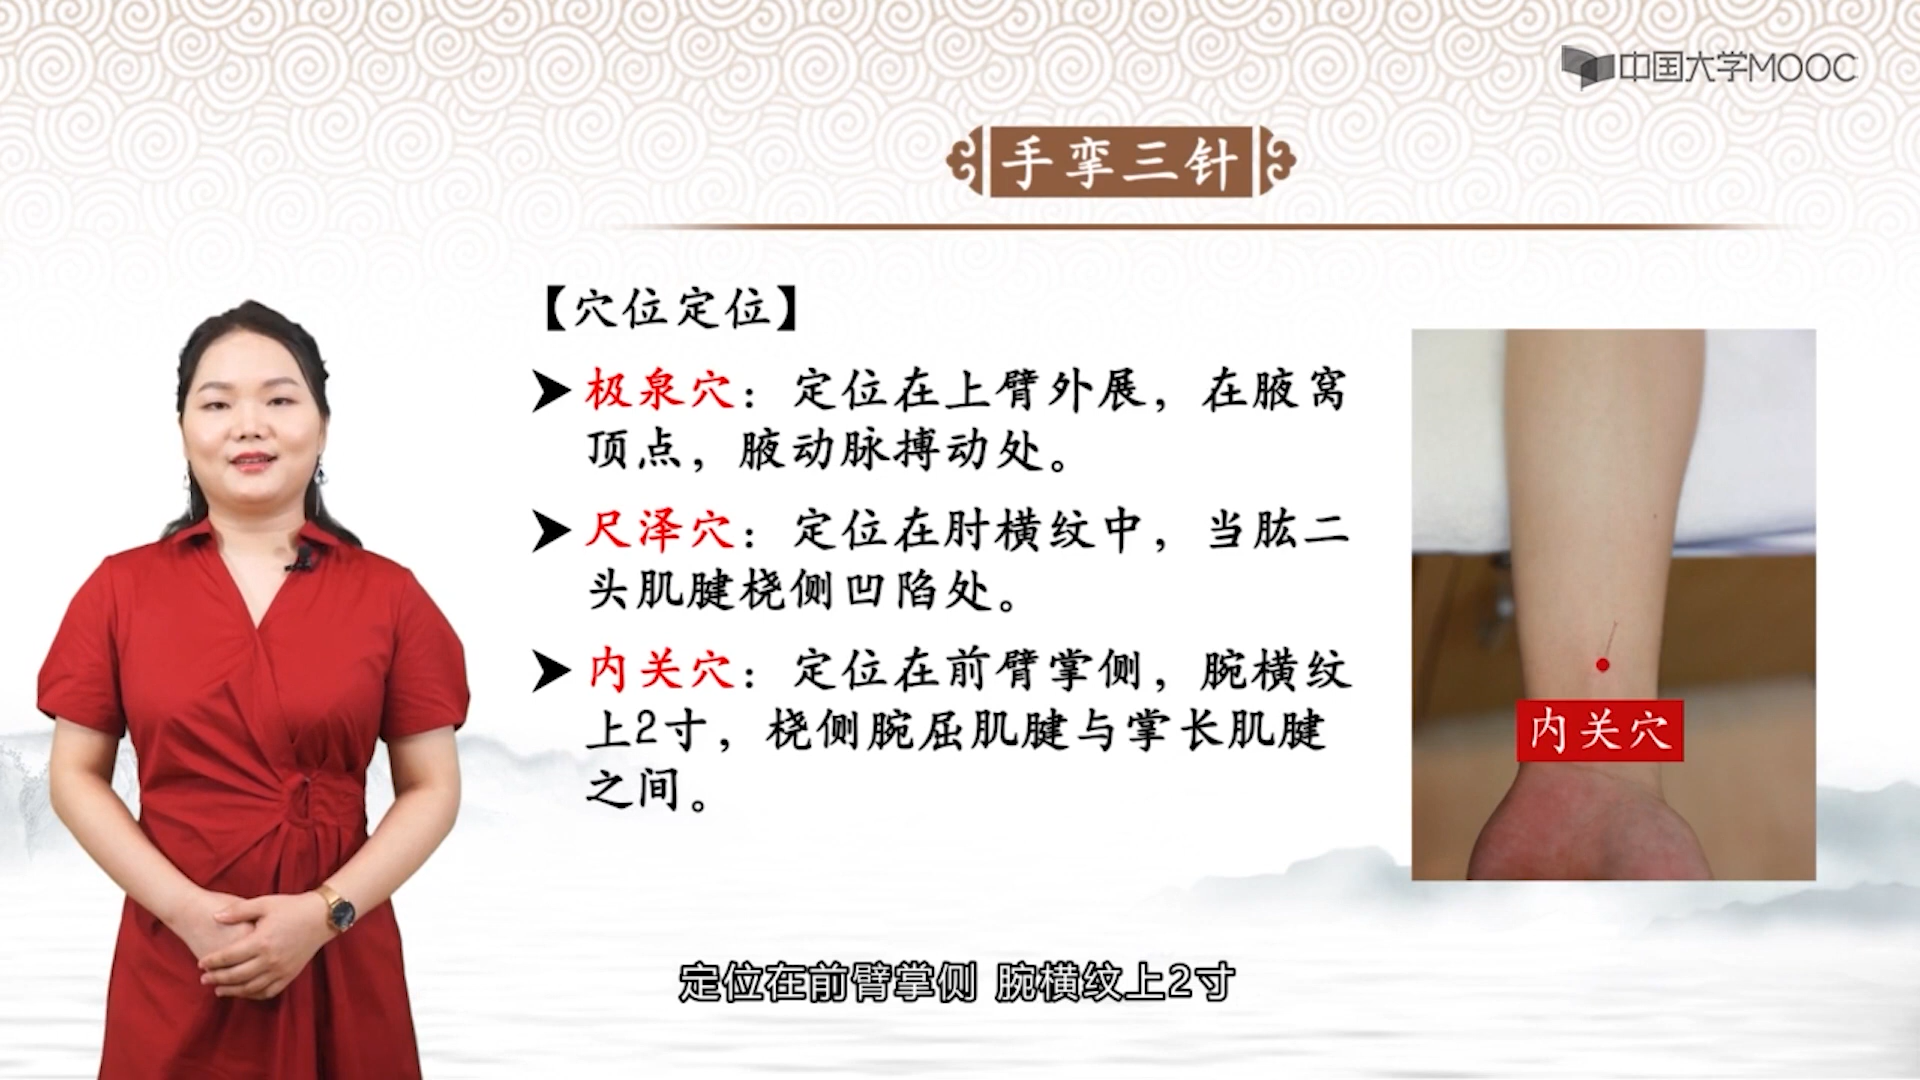 中国大学MOOC
手挛三针
【穴位定位】
➤极泉穴：定位在上臂外展，在腋窝
顶点，腋动脉搏动处。
➤尺泽穴：定位在肘横纹中，当肱二
头肌腱桡侧凹陷处。
➤内关穴：定位在前臂掌侧，腕横纹
上2寸，桡侧腕屈肌腱与掌长肌腱
之间。
内关穴
定位在前臂掌侧 腕横纹上2寸